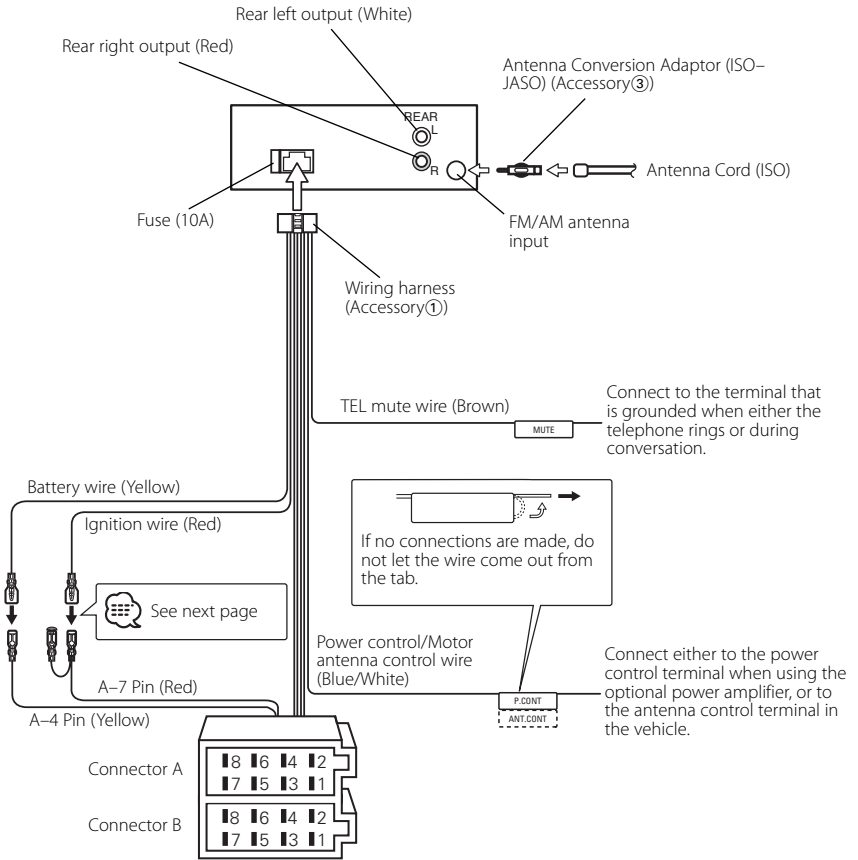 Rear left output (White)
Rear right output (Red)
Antenna Conversion Adaptor (ISO–
JASO) (Accessory③)
REAR
L
R
Antenna Cord (ISO)
Fuse (10A)
FM/AM antenna
input
Wiring harness
(Accessory①)
TEL mute wire (Brown)
MUTE
Connect to the terminal that
is grounded when either the
telephone rings or during
conversation.
Battery wire (Yellow)
Ignition wire (Red)
If no connections are made, do
not let the wire come out from
the tab.
See next page
Power control/Motor
antenna control wire
(Blue/White)
P.CONT
ANT.CONT
Connect either to the power
control terminal when using the
optional power amplifier, or to
the antenna control terminal in
the vehicle.
A–7 Pin (Red)
A–4 Pin (Yellow)
Connector A
8 6 4 2
7 5 3 1
Connector B
8 6 4 2
7 5 3 1